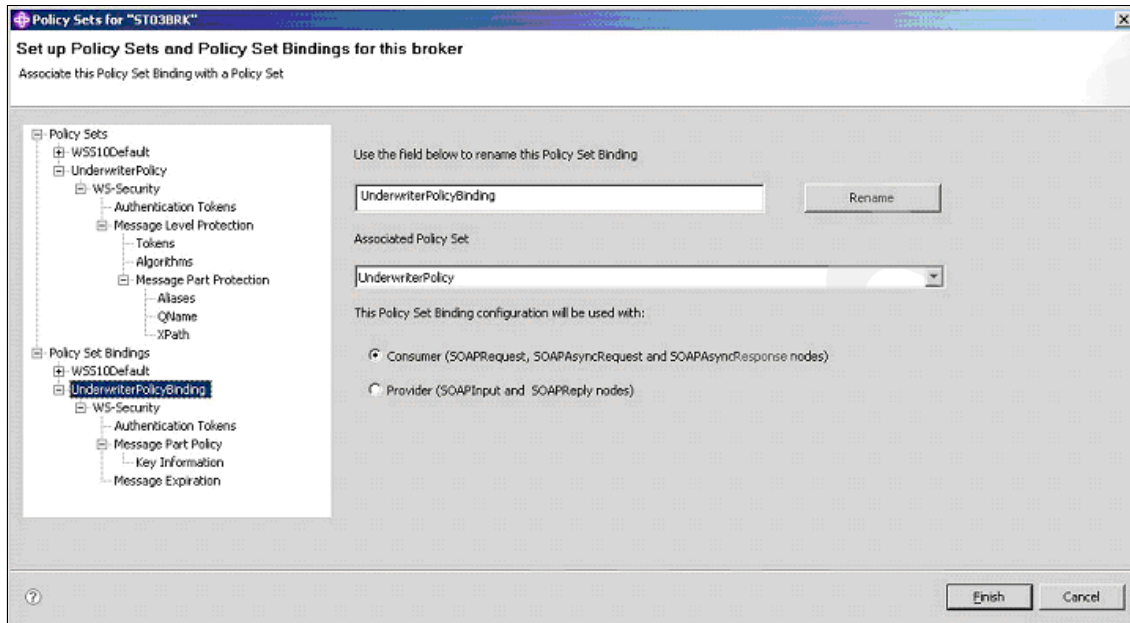 Policy Sets for "ST03BRK"
Set up Policy Sets and Policy Set Bindings for this broker
Associate this Policy Set Binding with a Policy Set
Policy Sets
WSS10Default
UnderwriterPolicy
WS-Security
Authentication Tokens
Message Level Protection
Tokens
Algorithms
Message Part Protection
Aliases
QName
XPath
Policy Set Bindings
WSS10Default
UnderwriterPolicyBinding
WS-Security
Authentication Tokens
Message Part Policy
Key Information
Message Expiration
Use the field below to rename this Policy Set Binding
UnderwriterPolicyBinding
Rename
Associated Policy Set
UnderwriterPolicy
This Policy Set Binding configuration will be used with:
Consumer (SOAPRequest, SOAPAsyncRequest and SOAPAsyncResponse nodes)
Provider (SOAPInput and SOAPReply nodes)
Finish
Cancel